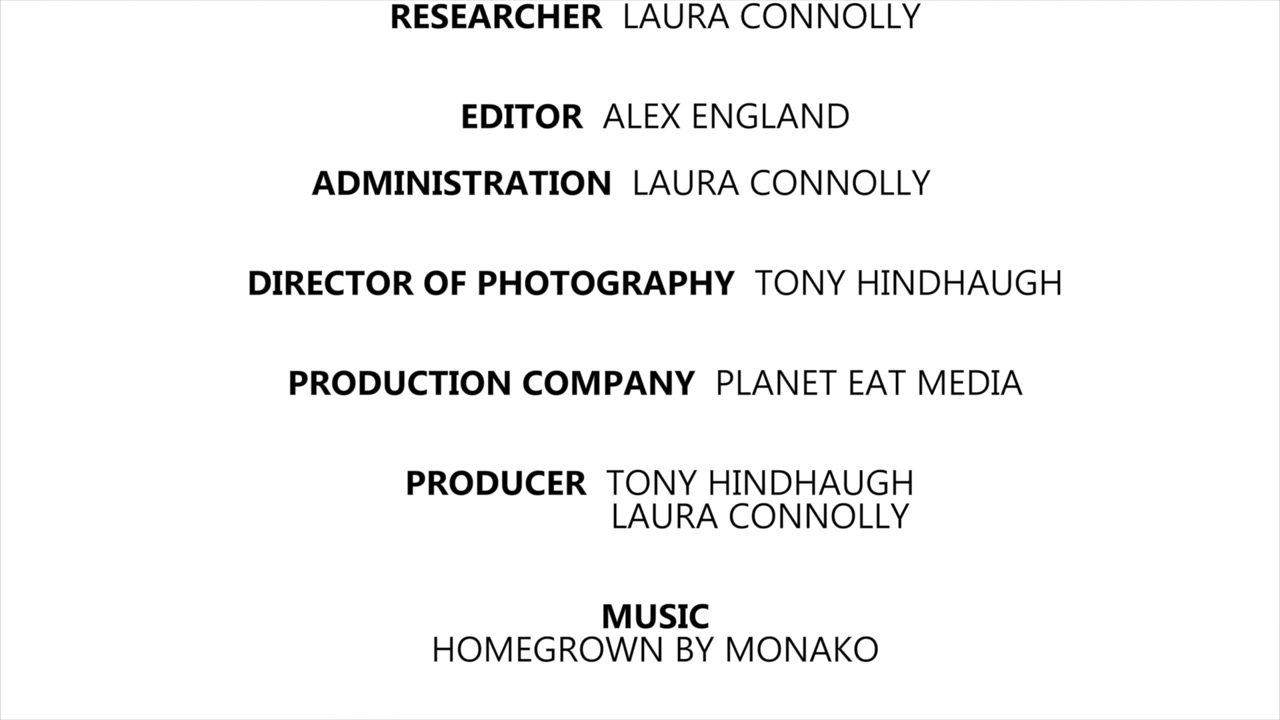 RESEARCHER LAURA CONNOLLY
EDITOR ALEX ENGLAND
ADMINISTRATION LAURA CONNOLLY
DIRECTOR OF PHOTOGRAPHY TONY HINDHAUGH
PRODUCTION COMPANY PLANET EAT MEDIA
PRODUCER TONY HINDHAUGH
LAURA CONNOLLY
MUSIC
HOMEGROWN BY MONAKO